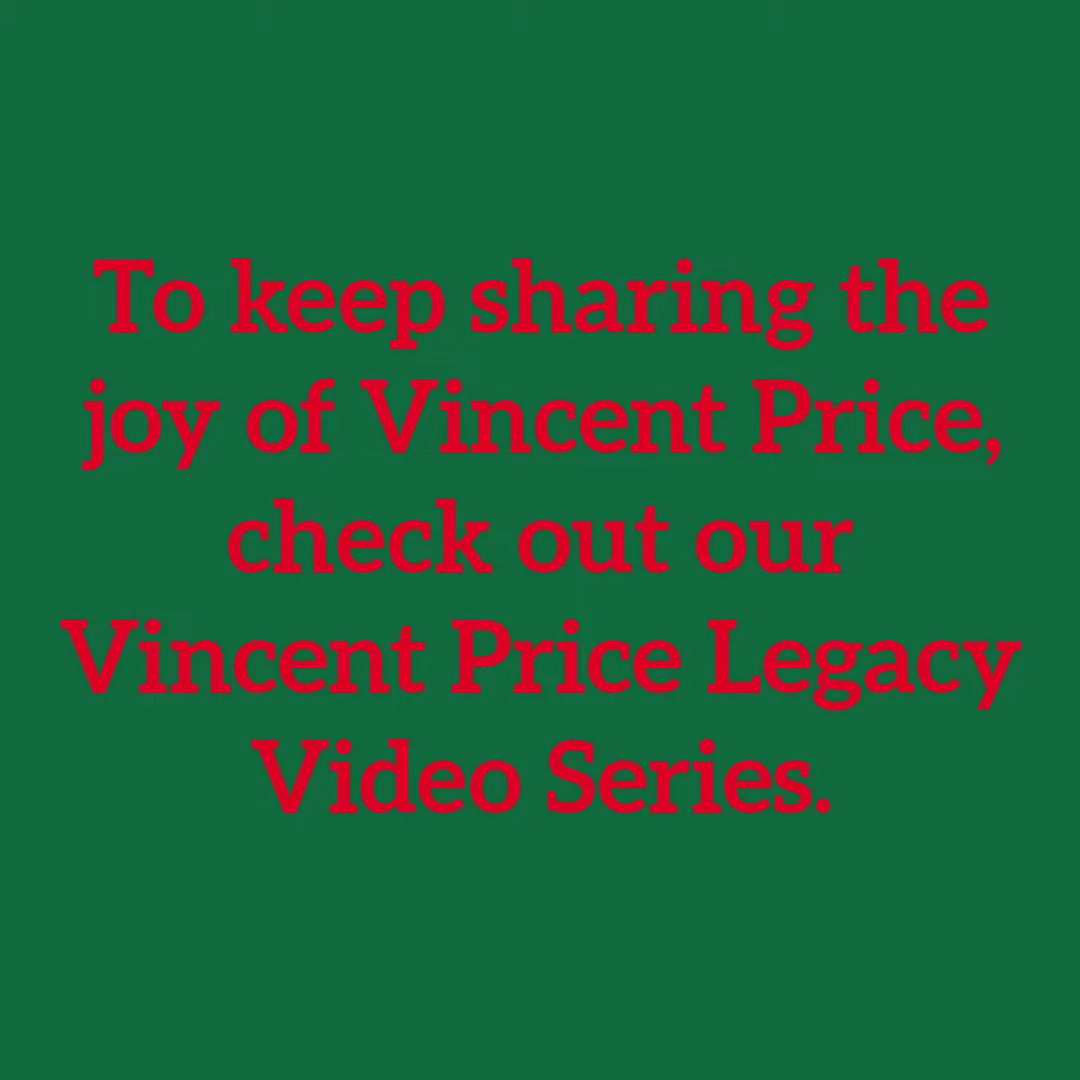 To keep sharing the
joy of Vincent Price,
check out our
Vincent Price Legacy
Video Series.